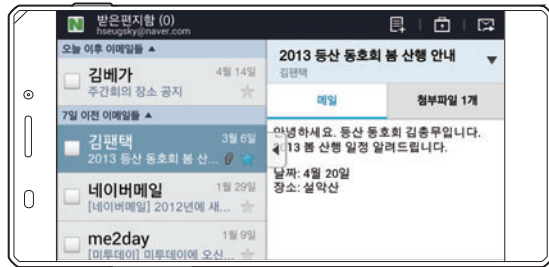 N 받은편지함 (0)
hseugsky@naver.com
오늘 이후 이메일들 ▲
김베가 4월 14일
주간회의 장소 공지
7일 이전 이메일들 ▲
김팬택 3월 6일
2013 등산 동호회 봄 산...
네이버메일 1월 29일
[네이버메일] 2012년에 새...
me2day 1월 9일
[미투데이] 미투데이에 오신...
2013 등산 동호회 봄 산행 안내
김팬택
메일 첨부파일 1개
안녕하세요. 등산 동호회 김총무입니다.
2013 봄 산행 일정 알려드립니다.
날짜: 4월 20일
장소: 설악산